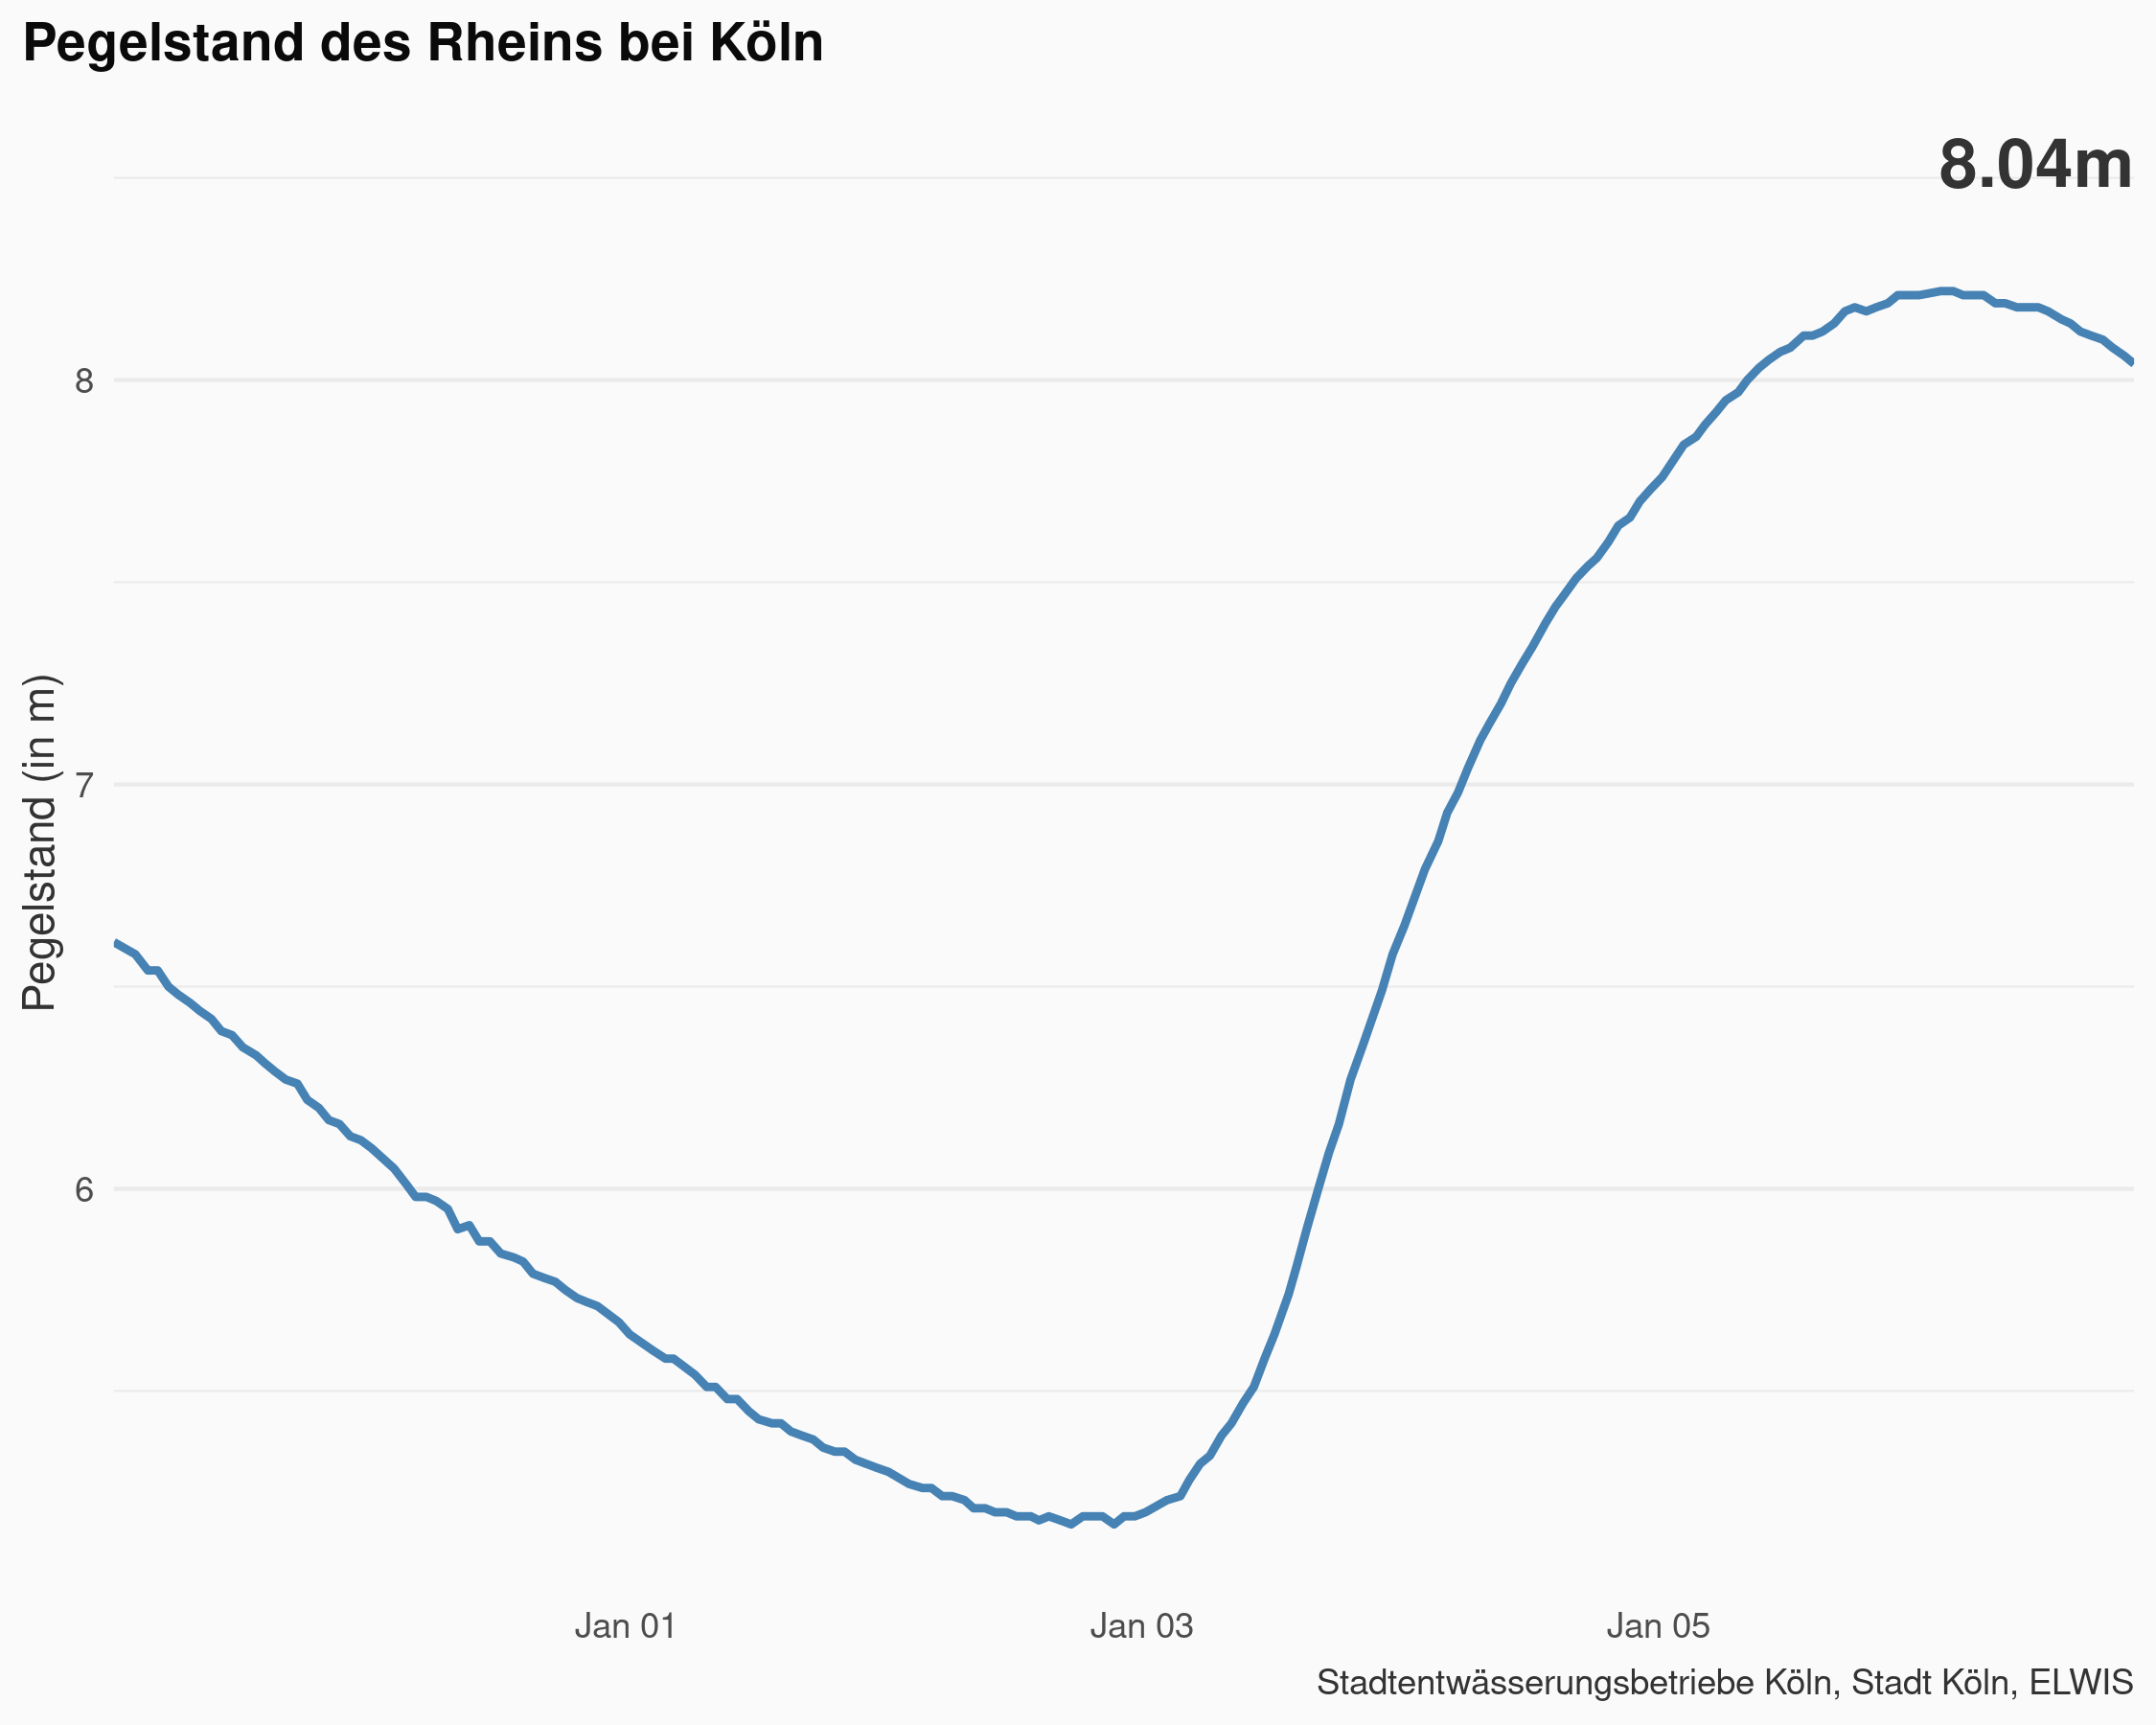 Pegelstand des Rheins bei Köln
8.04m
Pegelstand (in m)
8
7
6
Jan 01
Jan 03
Jan 05
Stadtentwässerungsbetriebe Köln, Stadt Köln, ELWIS